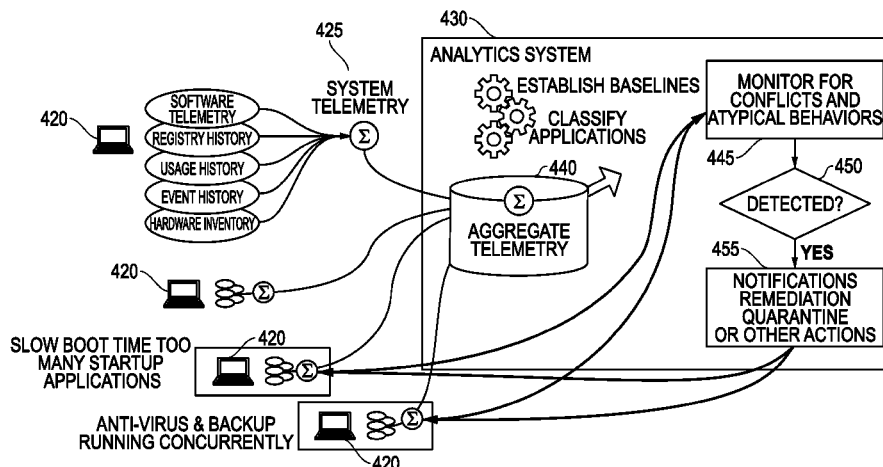 430
425
ANALYTICS SYSTEM
SYSTEM
TELEMETRY
ESTABLISH BASELINES
CLASSIFY
APPLICATIONS
MONITOR FOR
CONFLICTS AND
ATYPICAL BEHAVIORS
445
450
DETECTED?
YES
455
NOTIFICATIONS
REMEDIATION
QUARANTINE
OR OTHER ACTIONS
420
SOFTWARE
TELEMETRY
REGISTRY HISTORY
USAGE HISTORY
EVENT HISTORY
HARDWARE INVENTORY
Σ
440
Σ
AGGREGATE
TELEMETRY
420
Σ
SLOW BOOT TIME TOO
MANY STARTUP
APPLICATIONS
420
Σ
ANTI-VIRUS & BACKUP
RUNNING CONCURRENTLY
Σ
420